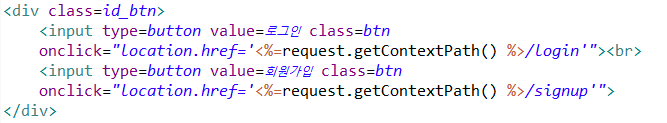 <div class=id_btn>
    <input type=button value=로그인 class=btn
    onclick="location.href='<%=request.getContextPath() %>/login'"><br>
    <input type=button value=회원가입 class=btn
    onclick="location.href='<%=request.getContextPath() %>/signup'">
</div>